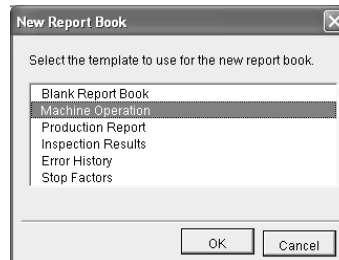 New Report Book
Select the template to use for the new report book.
Blank Report Book
Machine Operation
Production Report
Inspection Results
Error History
Stop Factors
OK Cancel